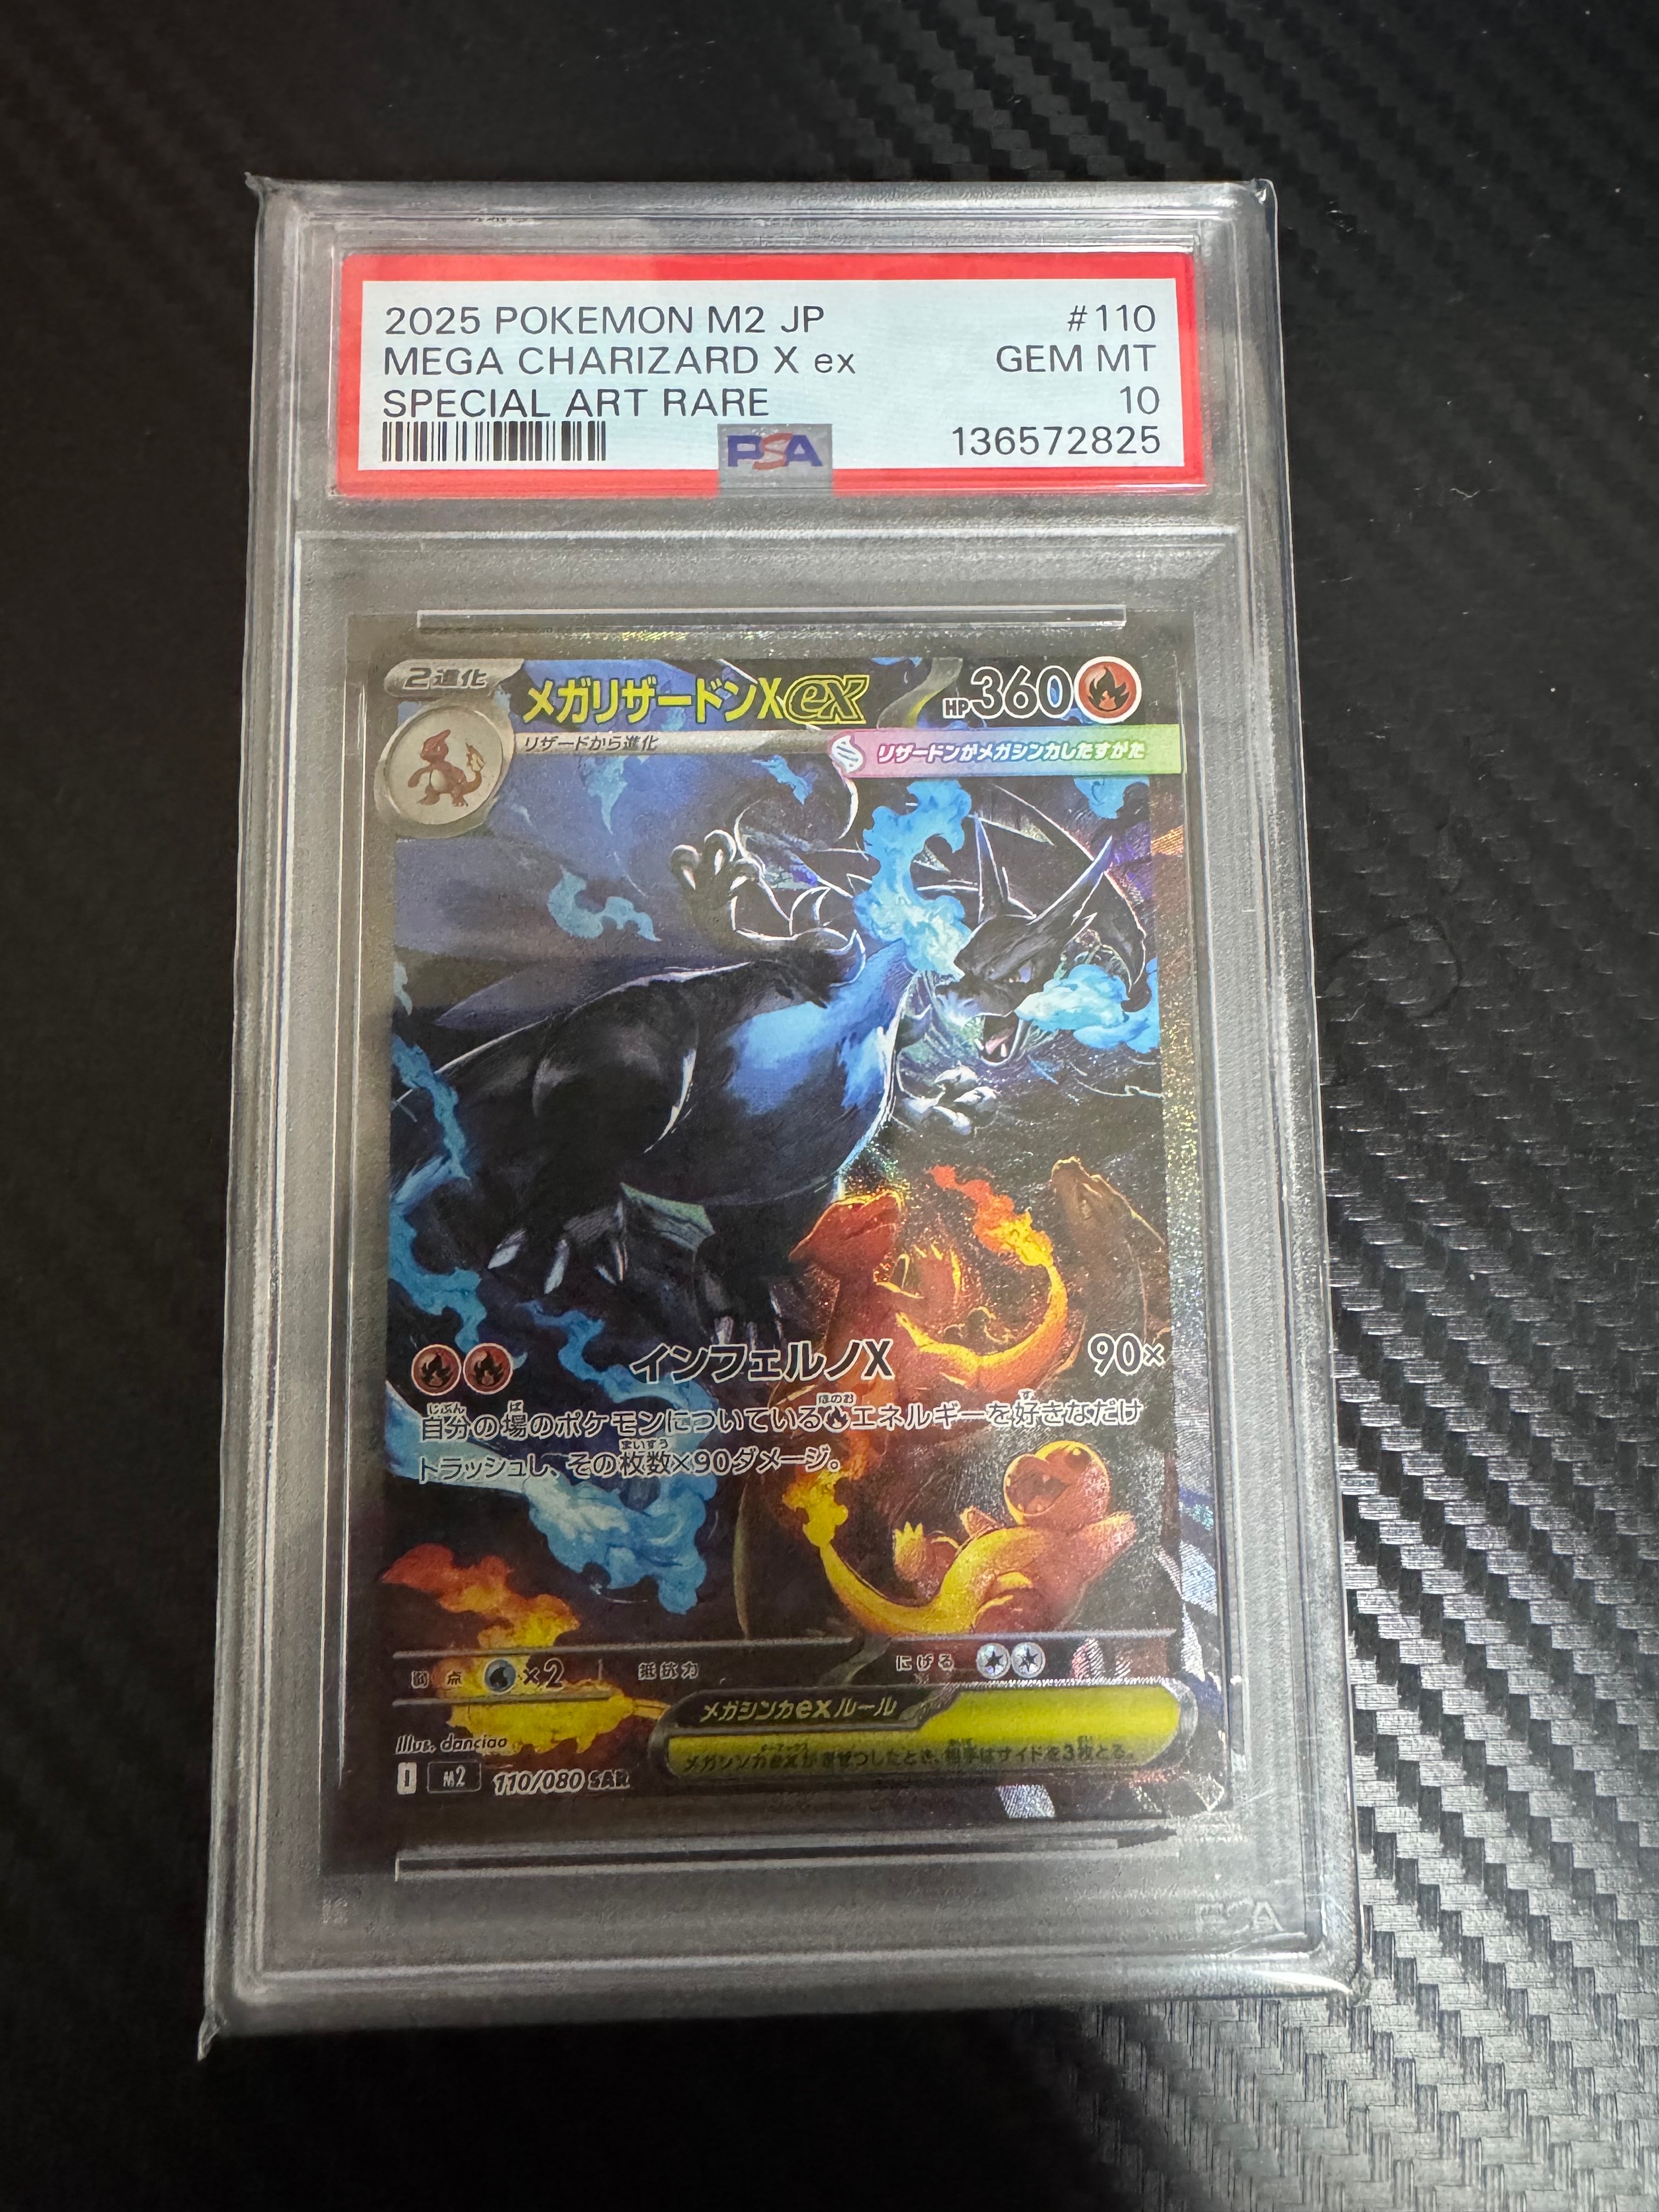 2025 POKEMON M2 JP #110
MEGA CHARIZARD X ex GEM MT
SPECIAL ART RARE 10
PSA 136572825
2進化
メガリザードンXex HP360
リザードから進化
リザードンがメガシンカしたすがた
インフェルノX 90×
自分の場のポケモンについているエネルギーを好きなだけ
トラッシュし、その枚数×90ダメージ。
弱点 ×2 抵抗力 にげる
メガシンカexルール
メガシンカexがきぜつしたとき、相手はサイドを3枚とる。
Illus. danciao
I M2 110/080 SAR
PSA